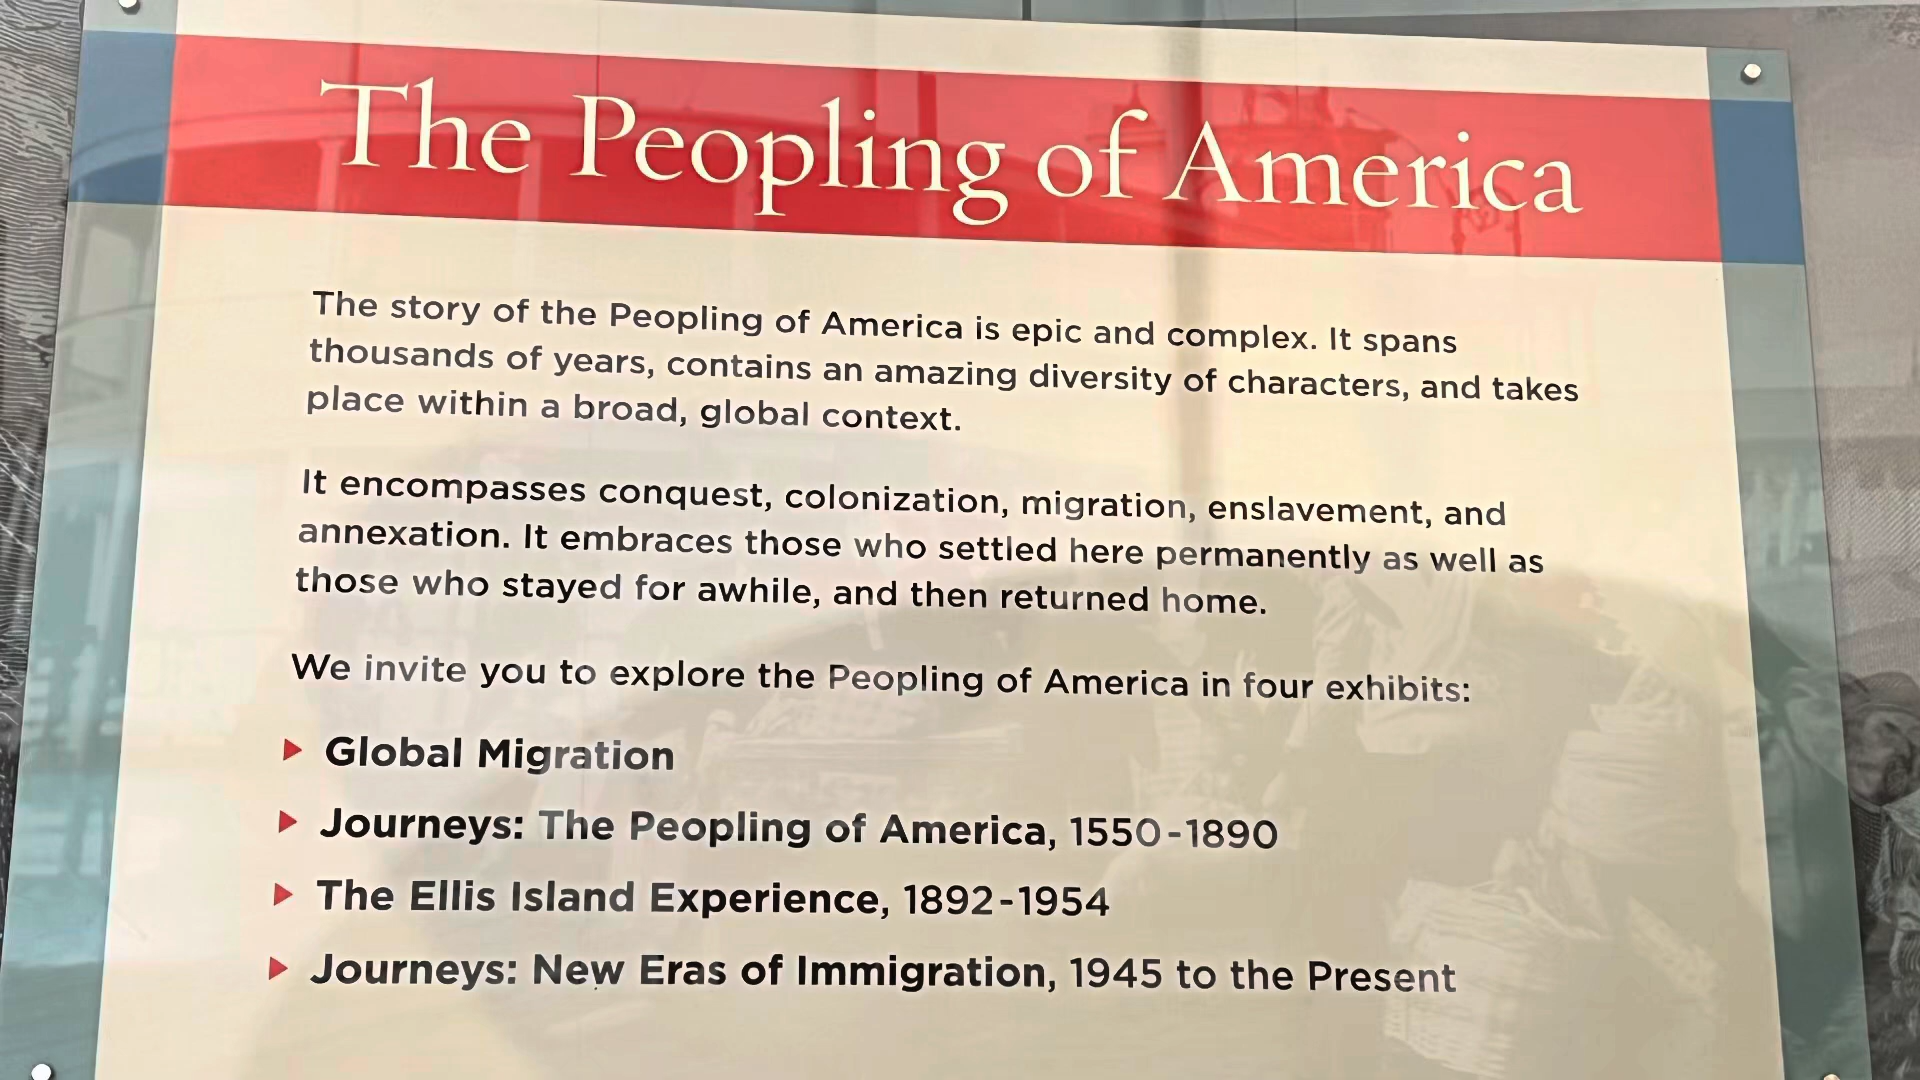 The Peopling of America
The story of the Peopling of America is epic and complex. It spans
thousands of years, contains an amazing diversity of characters, and takes
place within a broad, global context.
It encompasses conquest, colonization, migration, enslavement, and
annexation. It embraces those who settled here permanently as well as
those who stayed for awhile, and then returned home.
We invite you to explore the Peopling of America in four exhibits:
Global Migration
Journeys: The Peopling of America, 1550-1890
The Ellis Island Experience, 1892-1954
Journeys: New Eras of Immigration, 1945 to the Present